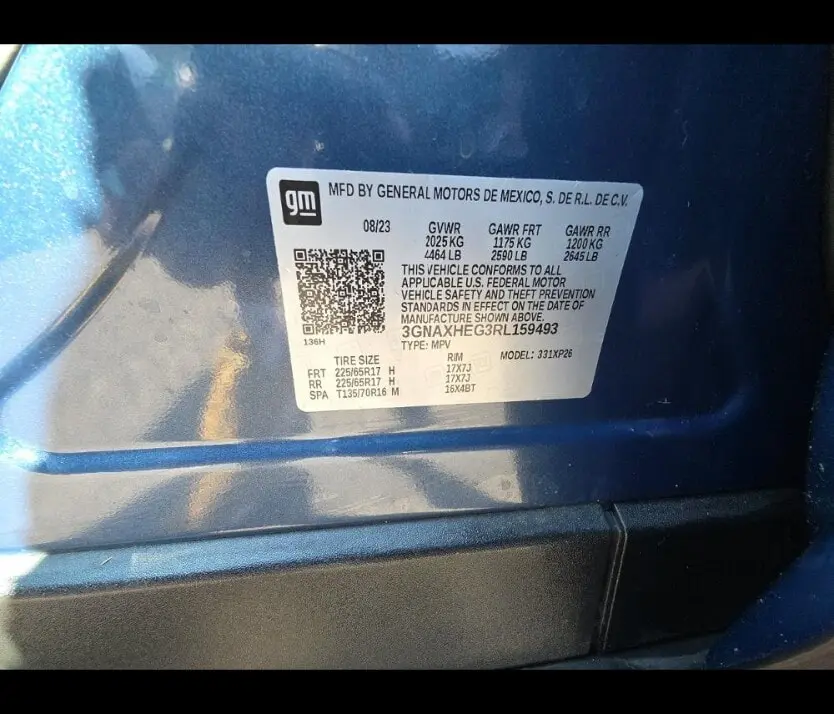 gm
MFD BY GENERAL MOTORS DE MEXICO, S. DE R.L. DE C.V.
08/23 GVWR GAWR FRT GAWR RR
2025 KG 1175 KG 1200 KG
4464 LB 2590 LB 2645 LB
THIS VEHICLE CONFORMS TO ALL
APPLICABLE U.S. FEDERAL MOTOR
VEHICLE SAFETY AND THEFT PREVENTION
STANDARDS IN EFFECT ON THE DATE OF
MANUFACTURE SHOWN ABOVE.
3GNAXHEG3RL159493
136H
TYPE: MPV
MODEL: 331XP26
TIRE SIZE RIM
FRT 225/65R17 H 17X7J
RR 225/65R17 H 17X7J
SPA T135/70R16 M 16X4BT